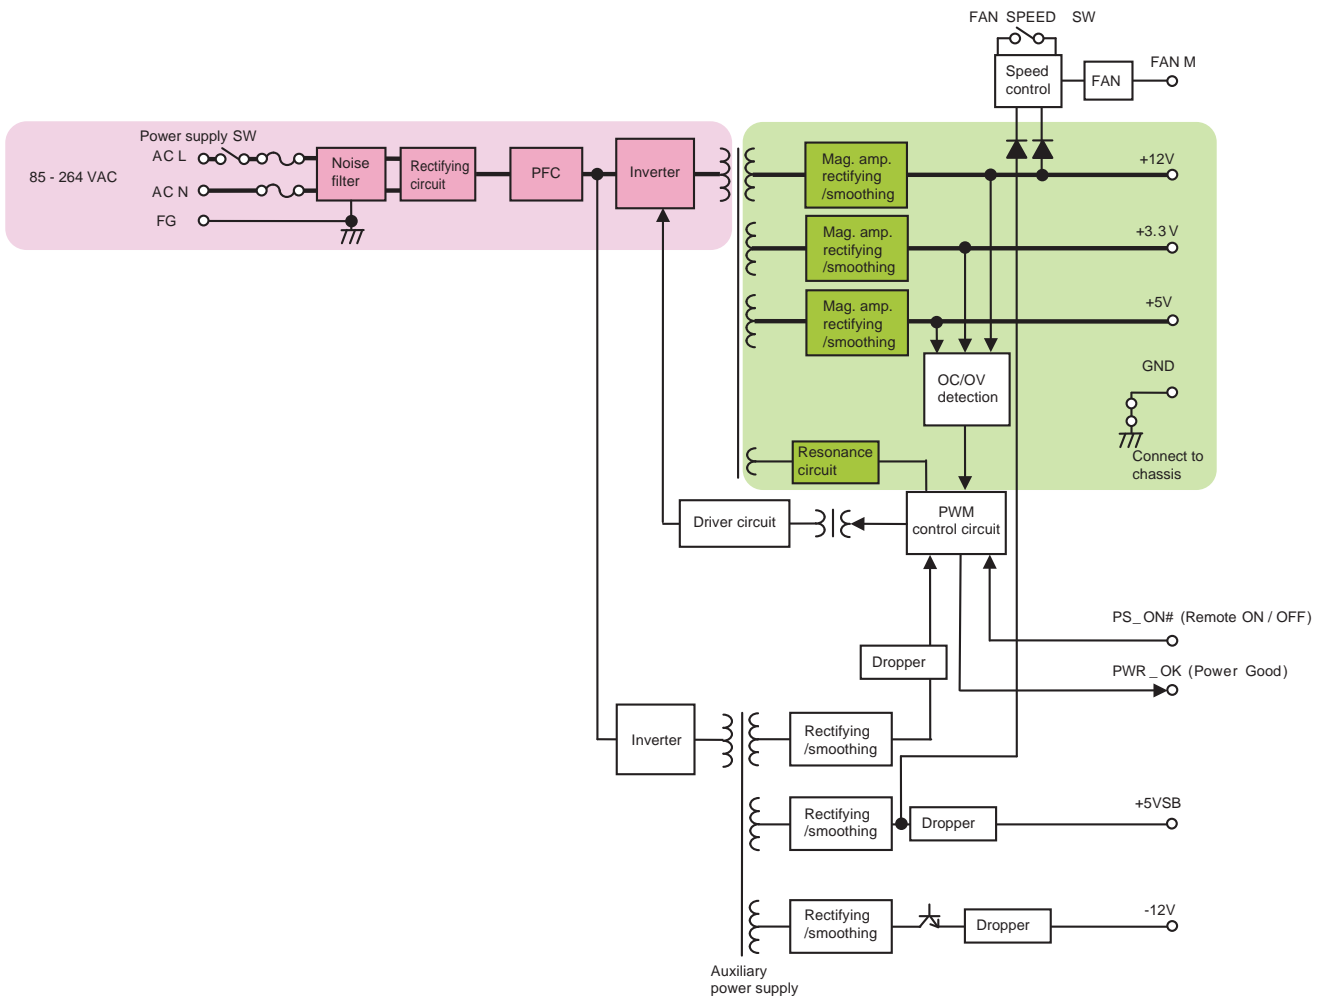 FAN SPEED SW
Speed
control
FAN
FAN M
Power supply SW
AC L
AC N
FG
85 - 264 VAC
Noise
filter
Rectifying
circuit
PFC
Inverter
Mag. amp.
rectifying
/smoothing
+12V
Mag. amp.
rectifying
/smoothing
+3.3 V
Mag. amp.
rectifying
/smoothing
+5V
OC/OV
detection
GND
Connect to
chassis
Resonance
circuit
Driver circuit
PWM
control circuit
PS_ON# (Remote ON / OFF)
Dropper
PWR_OK (Power Good)
Inverter
Rectifying
/smoothing
Rectifying
/smoothing
Dropper
+5VSB
Rectifying
/smoothing
Dropper
-12V
Auxiliary
power supply